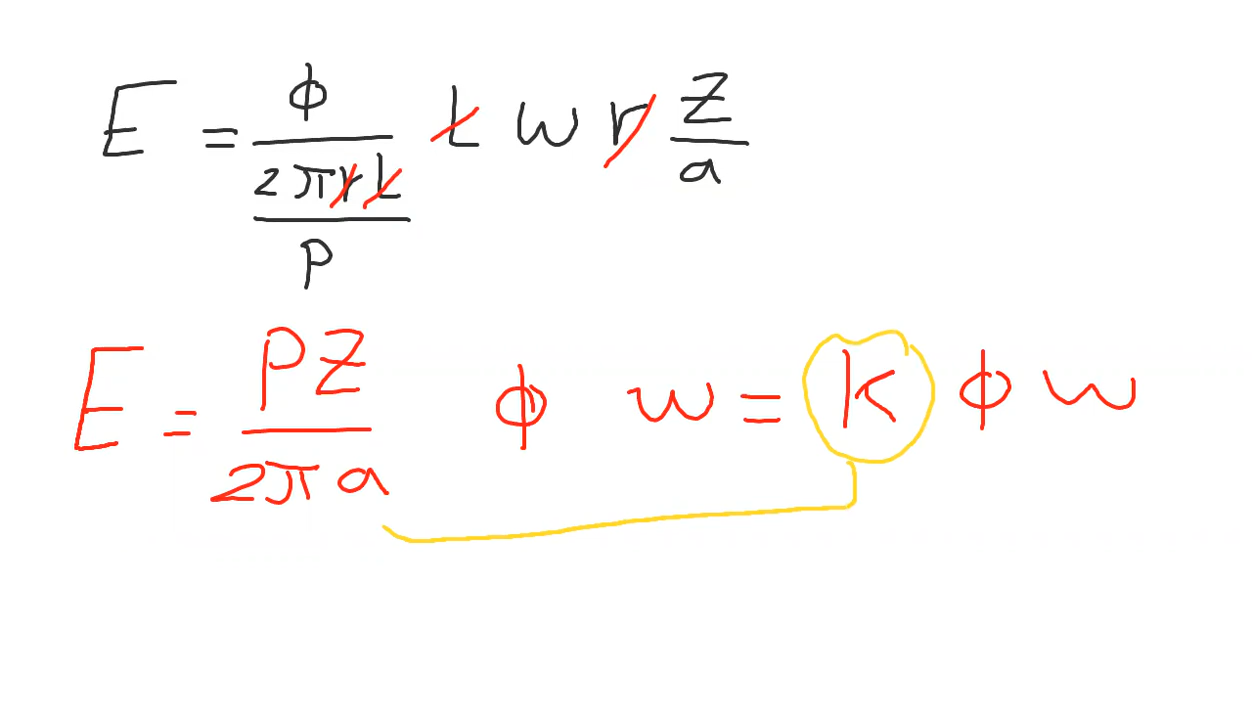 E = ϕ / (2πrL / P) L w r Z / a
E = PZ / 2πa ϕ w = K ϕ w